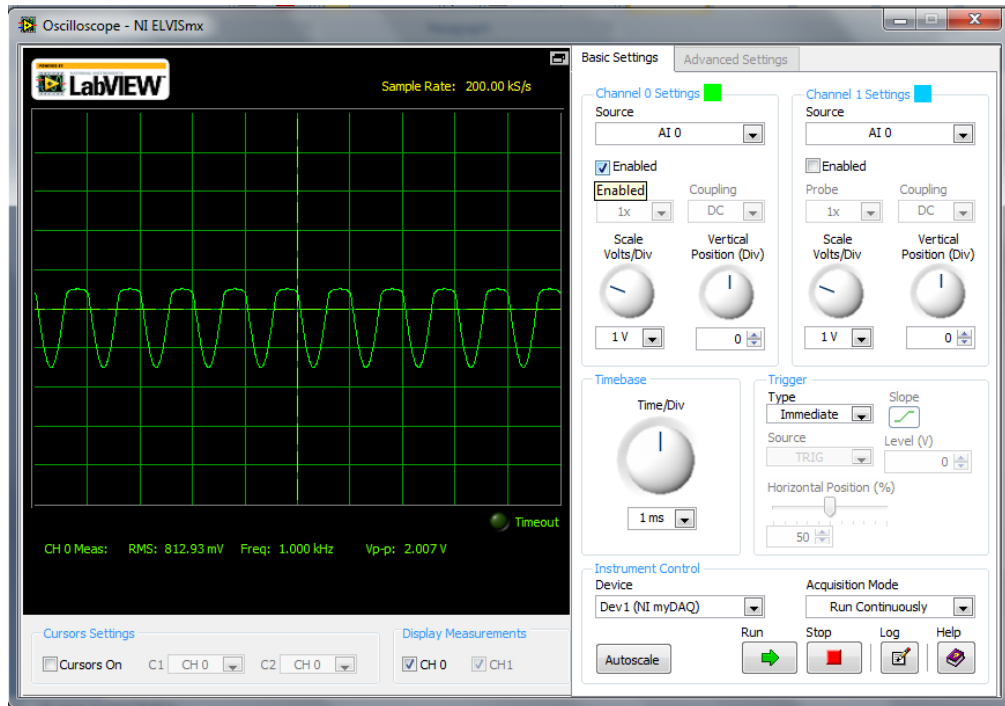 Oscilloscope - NI ELVISmx
POWERED BY
NATIONAL INSTRUMENTS
LabVIEW
Sample Rate: 200.00 kS/s
Timeout
CH 0 Meas: RMS: 812.93 mV Freq: 1.000 kHz Vp-p: 2.007 V
Cursors Settings
Cursors On C1 CH 0 C2 CH 0
Display Measurements
CH 0 CH1
Basic Settings Advanced Settings
Channel 0 Settings
Source
AI 0
Enabled
Enabled Coupling
1x DC
Scale Vertical
Volts/Div Position (Div)
1 V 0
Channel 1 Settings
Source
AI 0
Enabled
Probe Coupling
1x DC
Scale Vertical
Volts/Div Position (Div)
1 V 0
Timebase
Time/Div
1 ms
Trigger
Type Slope
Immediate
Source Level (V)
TRIG 0
Horizontal Position (%)
50
Instrument Control
Device Acquisition Mode
Dev1 (NI myDAQ) Run Continuously
Run Stop Log Help
Autoscale